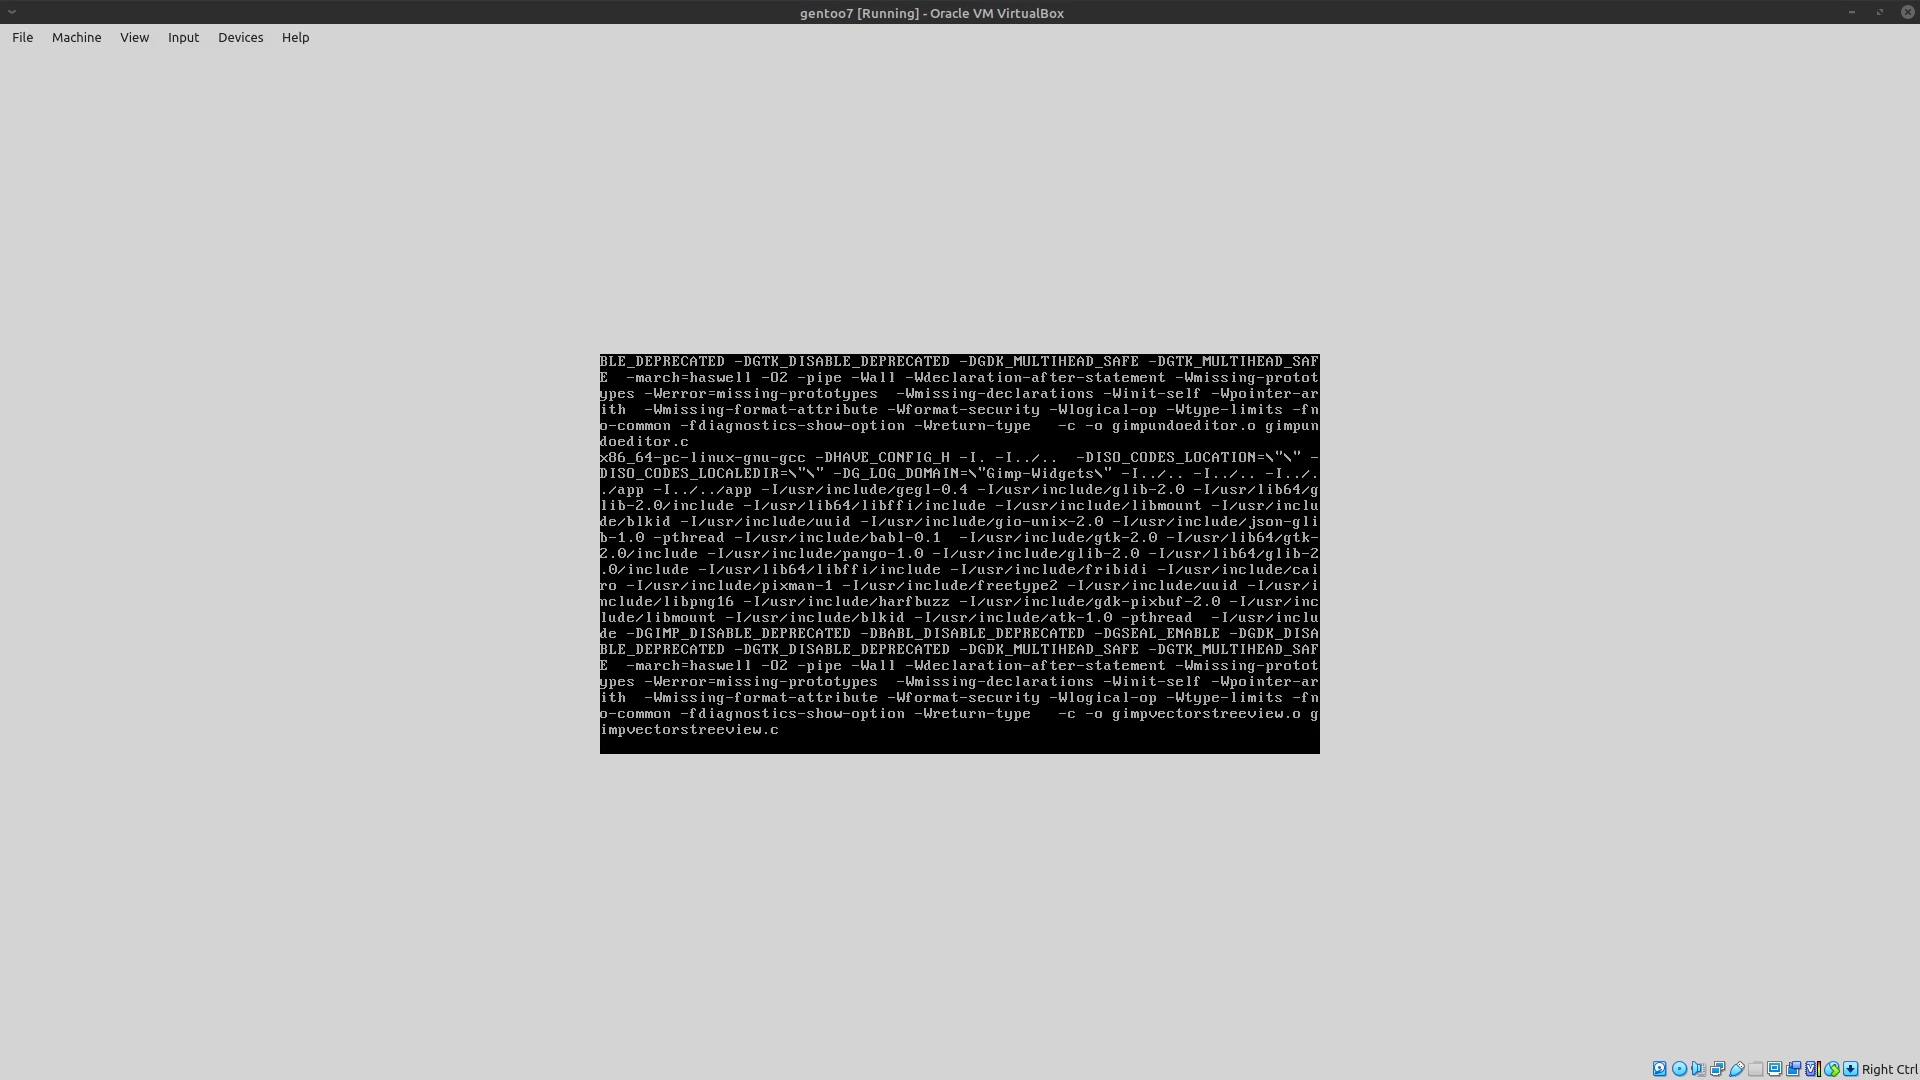 gentoo7 [Running] - Oracle VM VirtualBox
File Machine View Input Devices Help
BLE_DEPRECATED -DGTK_DISABLE_DEPRECATED -DGDK_MULTIHEAD_SAFE -DGTK_MULTIHEAD_SAF
E  -march=haswell -O2 -pipe -Wall -Wdeclaration-after-statement -Wmissing-protot
ypes -Werror=missing-prototypes  -Wmissing-declarations -Winit-self -Wpointer-ar
ith  -Wmissing-format-attribute -Wformat-security -Wlogical-op -Wtype-limits -fn
o-common -fdiagnostics-show-option -Wreturn-type   -c -o gimpundoeditor.o gimpun
doeditor.c
x86_64-pc-linux-gnu-gcc -DHAVE_CONFIG_H -I. -I../..  -DISO_CODES_LOCATION=\"\" -
DISO_CODES_LOCALEDIR=\"\" -DG_LOG_DOMAIN=\"Gimp-Widgets\" -I../.. -I../.. -I../.
./app -I../../app -I/usr/include/gegl-0.4 -I/usr/include/glib-2.0 -I/usr/lib64/g
lib-2.0/include -I/usr/lib64/libffi/include -I/usr/include/libmount -I/usr/inclu
de/blkid -I/usr/include/uuid -I/usr/include/gio-unix-2.0 -I/usr/include/json-gli
b-1.0 -pthread -I/usr/include/babl-0.1  -I/usr/include/gtk-2.0 -I/usr/lib64/gtk-
2.0/include -I/usr/include/pango-1.0 -I/usr/include/glib-2.0 -I/usr/lib64/glib-2
.0/include -I/usr/lib64/libffi/include -I/usr/include/fribidi -I/usr/include/cai
ro -I/usr/include/pixman-1 -I/usr/include/freetype2 -I/usr/include/uuid -I/usr/i
nclude/libpng16 -I/usr/include/harfbuzz -I/usr/include/gdk-pixbuf-2.0 -I/usr/inc
lude/libmount -I/usr/include/blkid -I/usr/include/atk-1.0 -pthread  -I/usr/inclu
de -DGIMP_DISABLE_DEPRECATED -DBABL_DISABLE_DEPRECATED -DGSEAL_ENABLE -DGDK_DISA
BLE_DEPRECATED -DGTK_DISABLE_DEPRECATED -DGDK_MULTIHEAD_SAFE -DGTK_MULTIHEAD_SAF
E  -march=haswell -O2 -pipe -Wall -Wdeclaration-after-statement -Wmissing-protot
ypes -Werror=missing-prototypes  -Wmissing-declarations -Winit-self -Wpointer-ar
ith  -Wmissing-format-attribute -Wformat-security -Wlogical-op -Wtype-limits -fn
o-common -fdiagnostics-show-option -Wreturn-type   -c -o gimpvectorstreeview.o g
impvectorstreeview.c
Right Ctrl